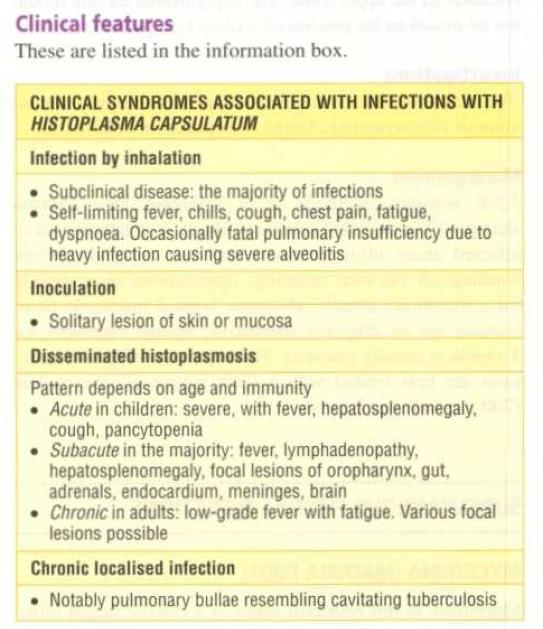 Clinical features
These are listed in the information box.
CLINICAL SYNDROMES ASSOCIATED WITH INFECTIONS WITH
HISTOPLASMA CAPSULATUM
Infection by inhalation
• Subclinical disease: the majority of infections
• Self-limiting fever, chills, cough, chest pain, fatigue,
dyspnoea. Occasionally fatal pulmonary insufficiency due to
heavy infection causing severe alveolitis
Inoculation
• Solitary lesion of skin or mucosa
Disseminated histoplasmosis
Pattern depends on age and immunity
• Acute in children: severe, with fever, hepatosplenomegaly,
cough, pancytopenia
• Subacute in the majority: fever, lymphadenopathy,
hepatosplenomegaly, focal lesions of oropharynx, gut,
adrenals, endocardium, meninges, brain
• Chronic in adults: low-grade fever with fatigue. Various focal
lesions possible
Chronic localised infection
• Notably pulmonary bullae resembling cavitating tuberculosis